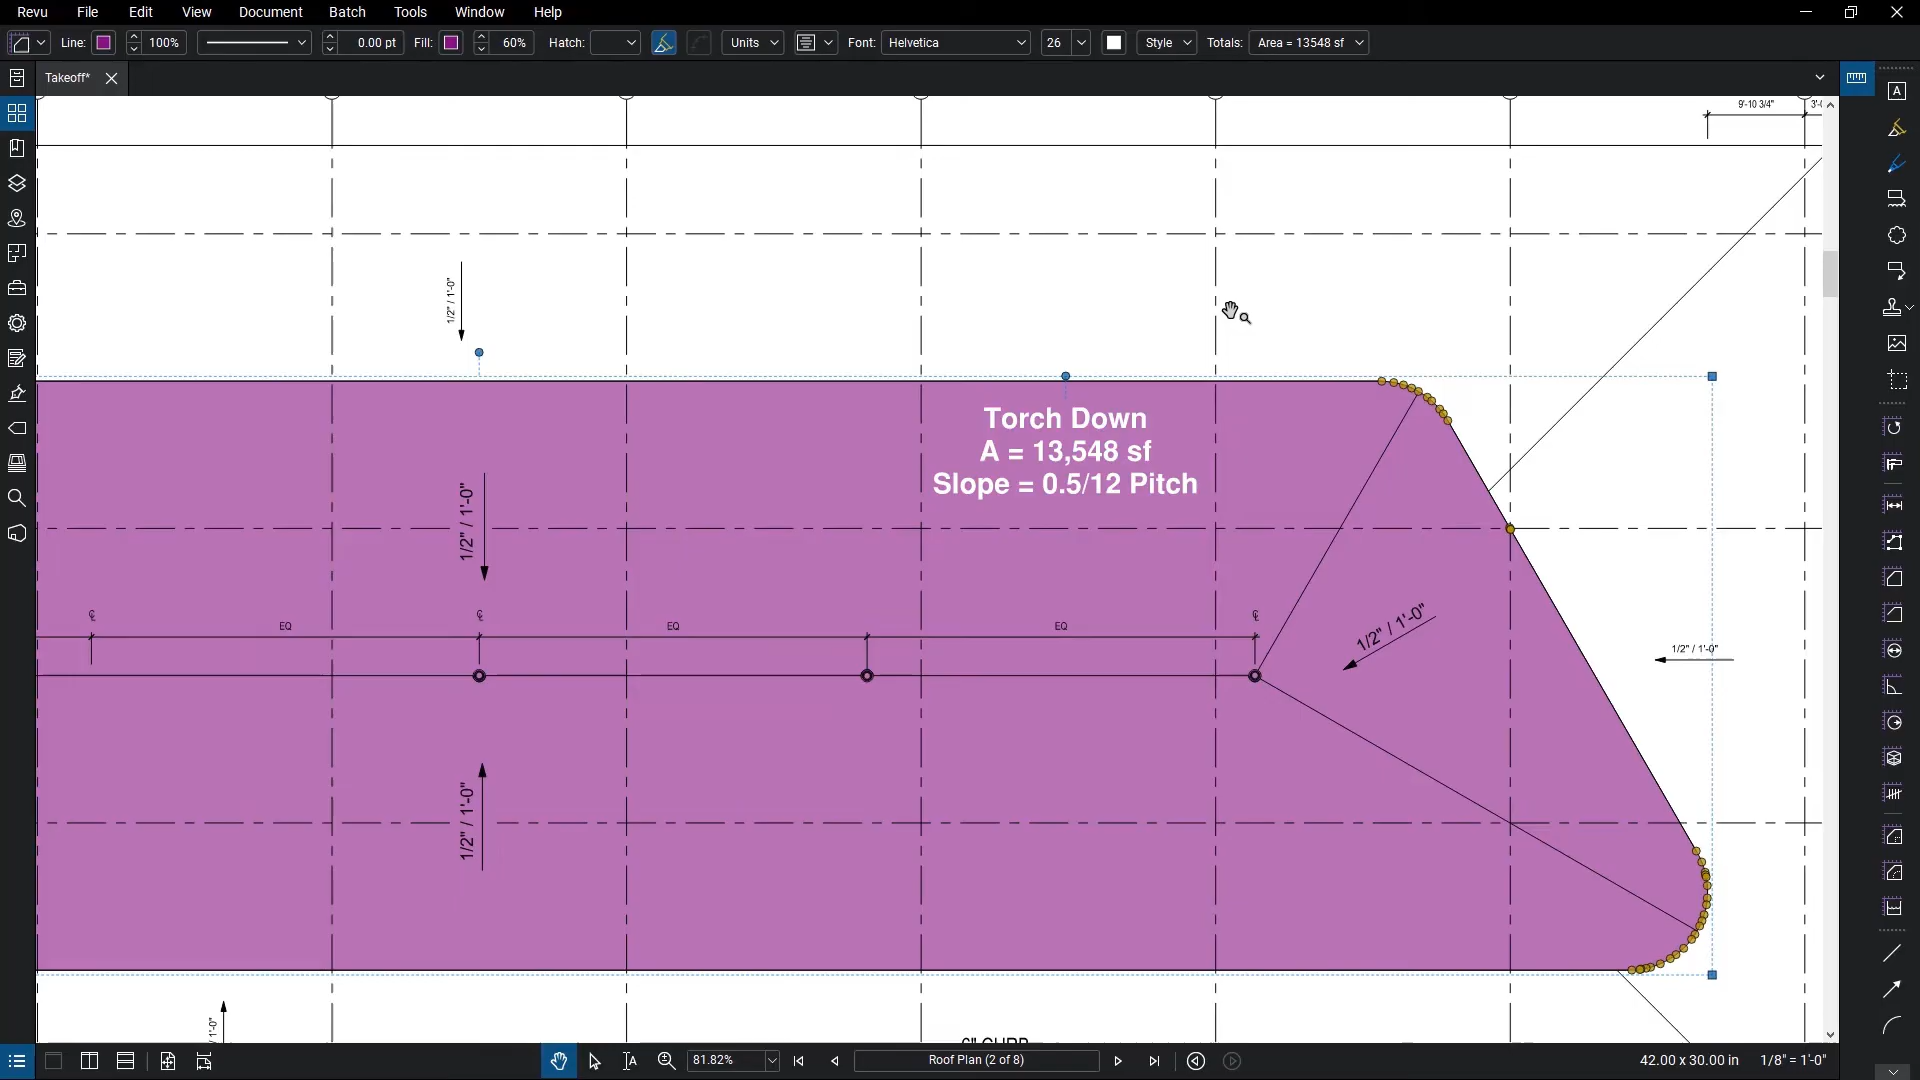 Revu File Edit View Document Batch Tools Window Help
Line: 100% 0.00 pt Fill: 60% Hatch: Units Font: Helvetica 26 Style Totals: Area = 13548 sf
Takeoff*
9'-10 3/4"
1/2" / 1'-0"
Torch Down
A = 13,548 sf
Slope = 0.5/12 Pitch
1/2" / 1'-0"
EQ EQ EQ
1/2" / 1'-0"
1/2" / 1'-0"
1/2" / 1'-0"
6" CURB
81.82% Roof Plan (2 of 8) 42.00 x 30.00 in 1/8" = 1'-0"